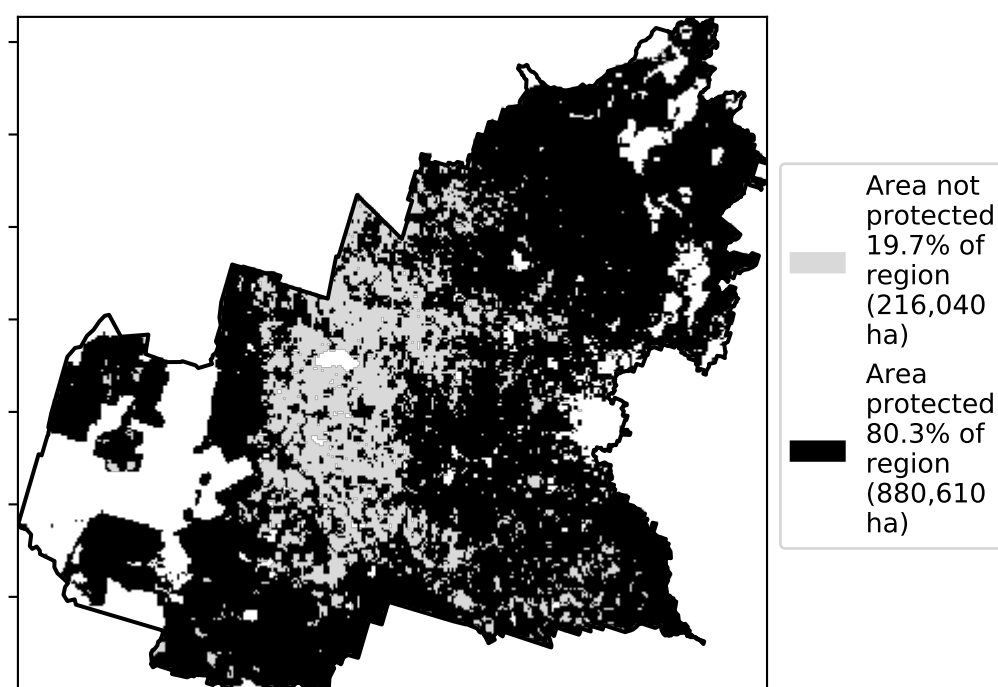 Area not
protected
19.7% of
region
(216,040
ha)
Area
protected
80.3% of
region
(880,610
ha)